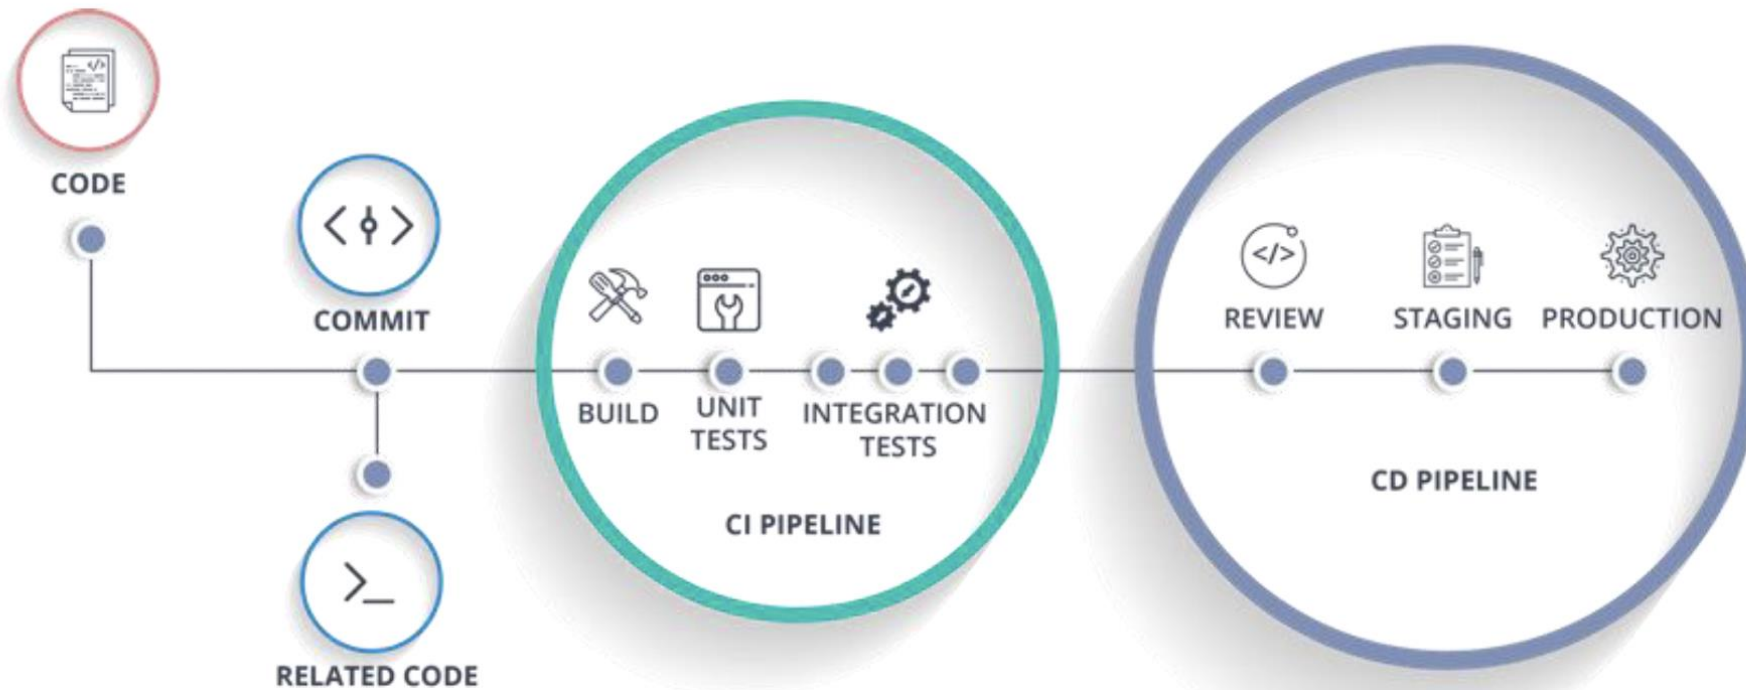 CODE
COMMIT
RELATED CODE
BUILD
UNIT
TESTS
INTEGRATION
TESTS
CI PIPELINE
REVIEW
STAGING
PRODUCTION
CD PIPELINE